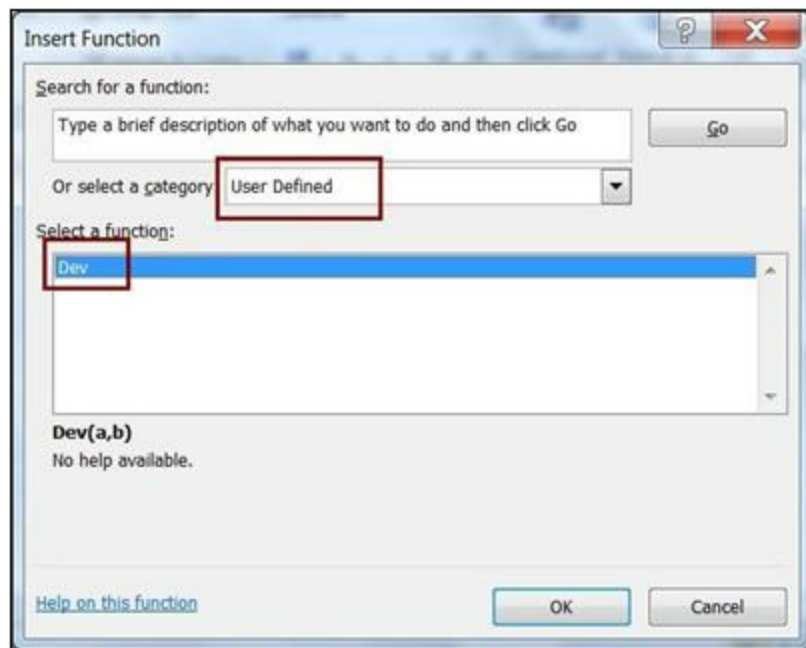 Insert Function
Search for a function:
Type a brief description of what you want to do and then click Go
Go
Or select a category
User Defined
Select a function:
Dev
Dev(a,b)
No help available.
Help on this function
OK
Cancel